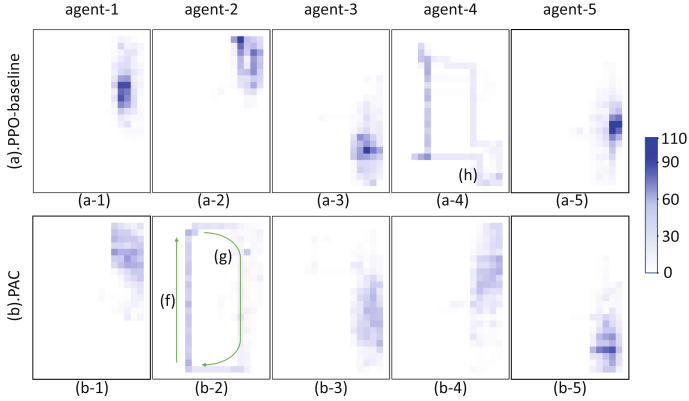 agent-1 agent-2 agent-3 agent-4 agent-5
(a).PPO-baseline
(h)
(a-1) (a-2) (a-3) (a-4) (a-5)
110
90
60
30
0
(b).PAC
(g)
(f)
(b-1) (b-2) (b-3) (b-4) (b-5)